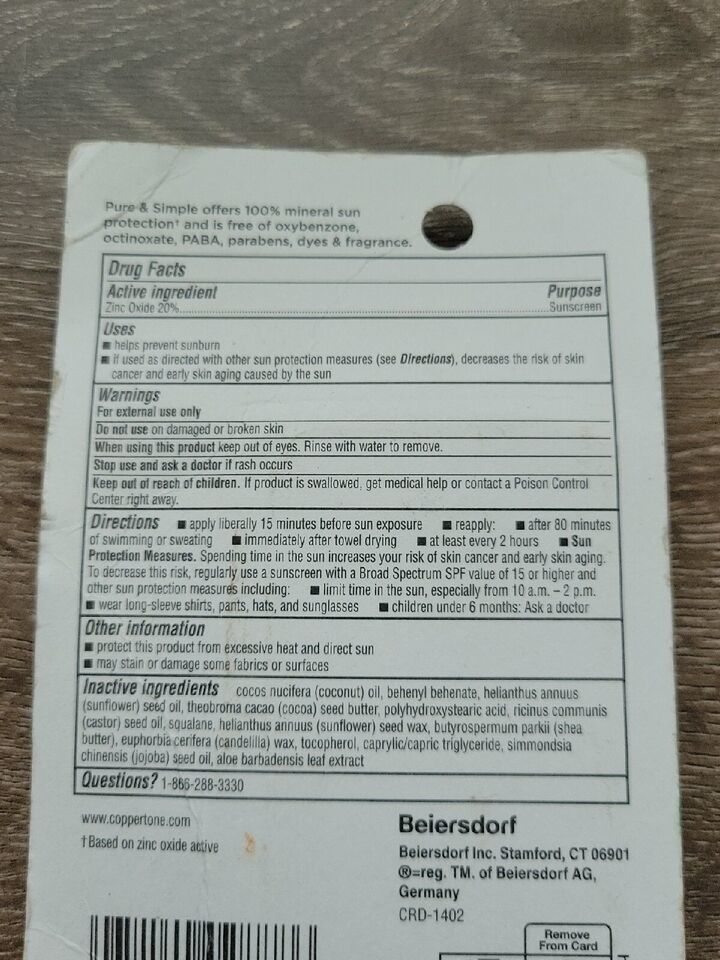 Pure & Simple offers 100% mineral sun
protection† and is free of oxybenzone,
octinoxate, PABA, parabens, dyes & fragrance.
Drug Facts
Active ingredient Purpose
Zinc Oxide 20%..........Sunscreen
Uses
■ helps prevent sunburn
■ if used as directed with other sun protection measures (see Directions), decreases the risk of skin
cancer and early skin aging caused by the sun
Warnings
For external use only
Do not use on damaged or broken skin
When using this product keep out of eyes. Rinse with water to remove.
Stop use and ask a doctor if rash occurs
Keep out of reach of children. If product is swallowed, get medical help or contact a Poison Control
Center right away.
Directions ■ apply liberally 15 minutes before sun exposure ■ reapply: ■ after 80 minutes
of swimming or sweating ■ immediately after towel drying ■ at least every 2 hours ■ Sun
Protection Measures. Spending time in the sun increases your risk of skin cancer and early skin aging.
To decrease this risk, regularly use a sunscreen with a Broad Spectrum SPF value of 15 or higher and
other sun protection measures including: ■ limit time in the sun, especially from 10 a.m. – 2 p.m.
■ wear long-sleeve shirts, pants, hats, and sunglasses ■ children under 6 months: Ask a doctor
Other information
■ protect this product from excessive heat and direct sun
■ may stain or damage some fabrics or surfaces
Inactive ingredients cocos nucifera (coconut) oil, behenyl behenate, helianthus annuus
(sunflower) seed oil, theobroma cacao (cocoa) seed butter, polyhydroxystearic acid, ricinus communis
(castor) seed oil, squalane, helianthus annuus (sunflower) seed wax, butyrospermum parkii (shea
butter), euphorbia cerifera (candelilla) wax, tocopherol, caprylic/capric triglyceride, simmondsia
chinensis (jojoba) seed oil, aloe barbadensis leaf extract
Questions? 1-866-288-3330
www.coppertone.com
†Based on zinc oxide active
Beiersdorf
Beiersdorf Inc. Stamford, CT 06901
®=reg. TM. of Beiersdorf AG,
Germany
CRD-1402
Remove
From Card